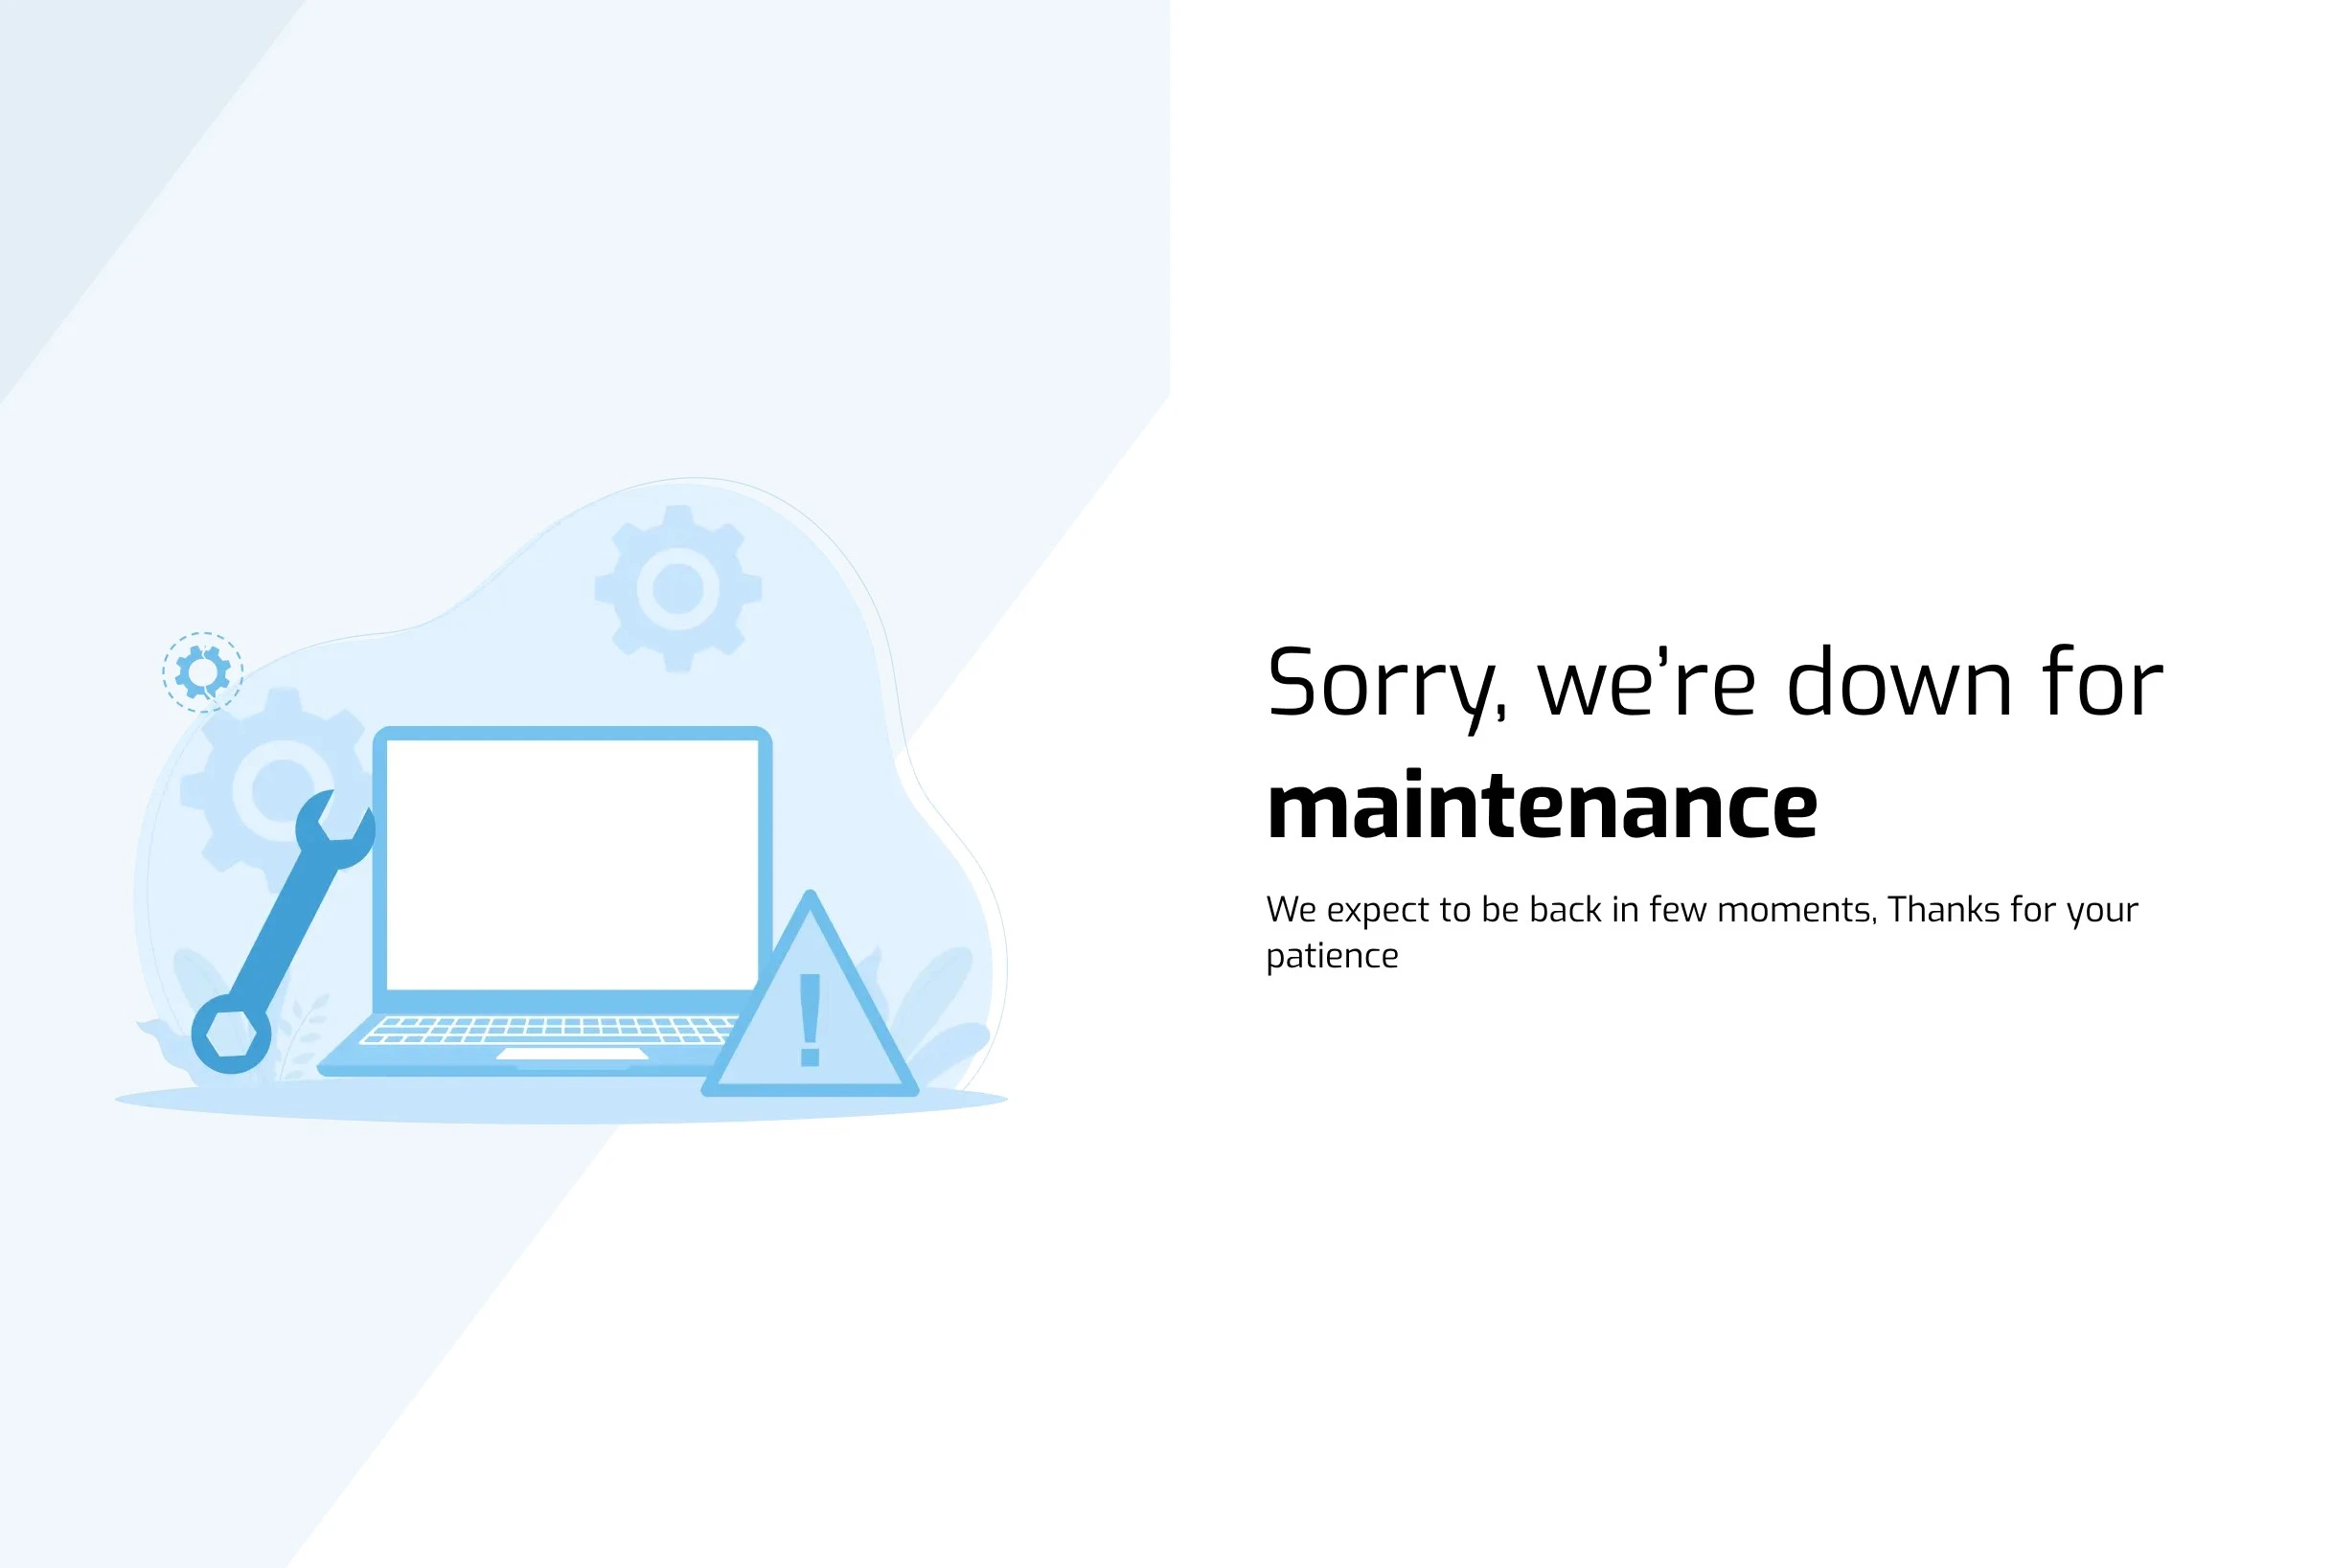 Sorry, we’re down for
maintenance
We expect to be back in few moments, Thanks for your
patience
!